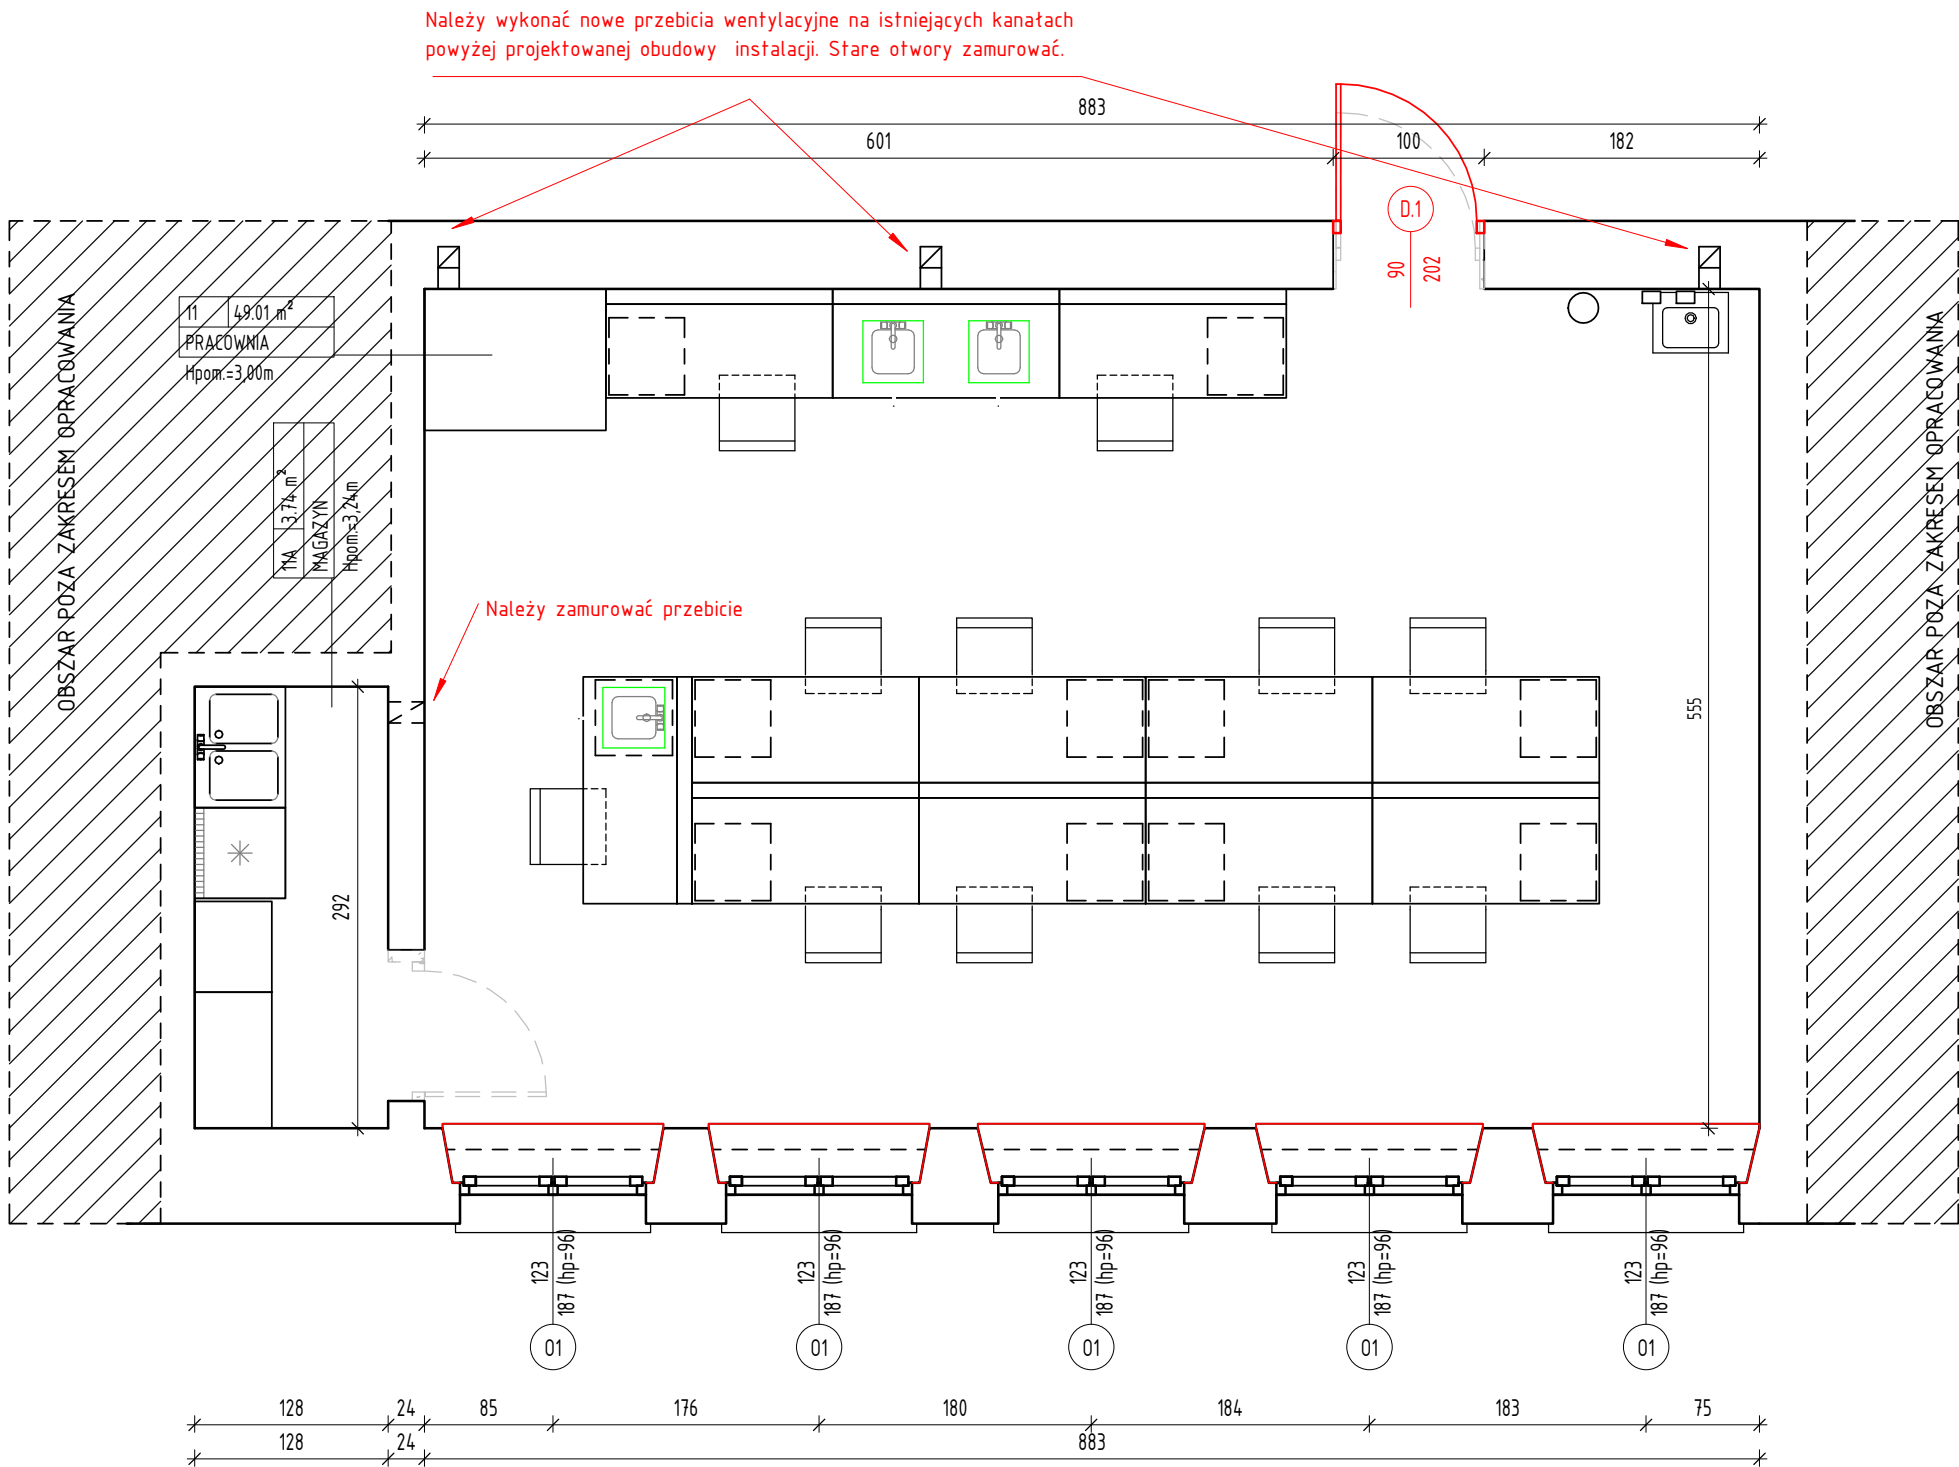 Należy wykonać nowe przebicia wentylacyjne na istniejących kanałach
powyżej projektowanej obudowy instalacji. Stare otwory zamurować.
883
601
100
182
D.1
90
202
11 49.01 m²
PRACOWNIA
Hpom.=3,00m
OBSZAR POZA ZAKRESEM OPRACOWANIA
OBSZAR POZA ZAKRESEM OPRACOWANIA
11A 3.74 m²
MAGAZYN
Hpom.=3,24m
Należy zamurować przebicie
555
292
123
187 (hp=96)
123
187 (hp=96)
123
187 (hp=96)
123
187 (hp=96)
123
187 (hp=96)
01
01
01
01
01
128 24 85 176 180 184 183 75
128 24 883